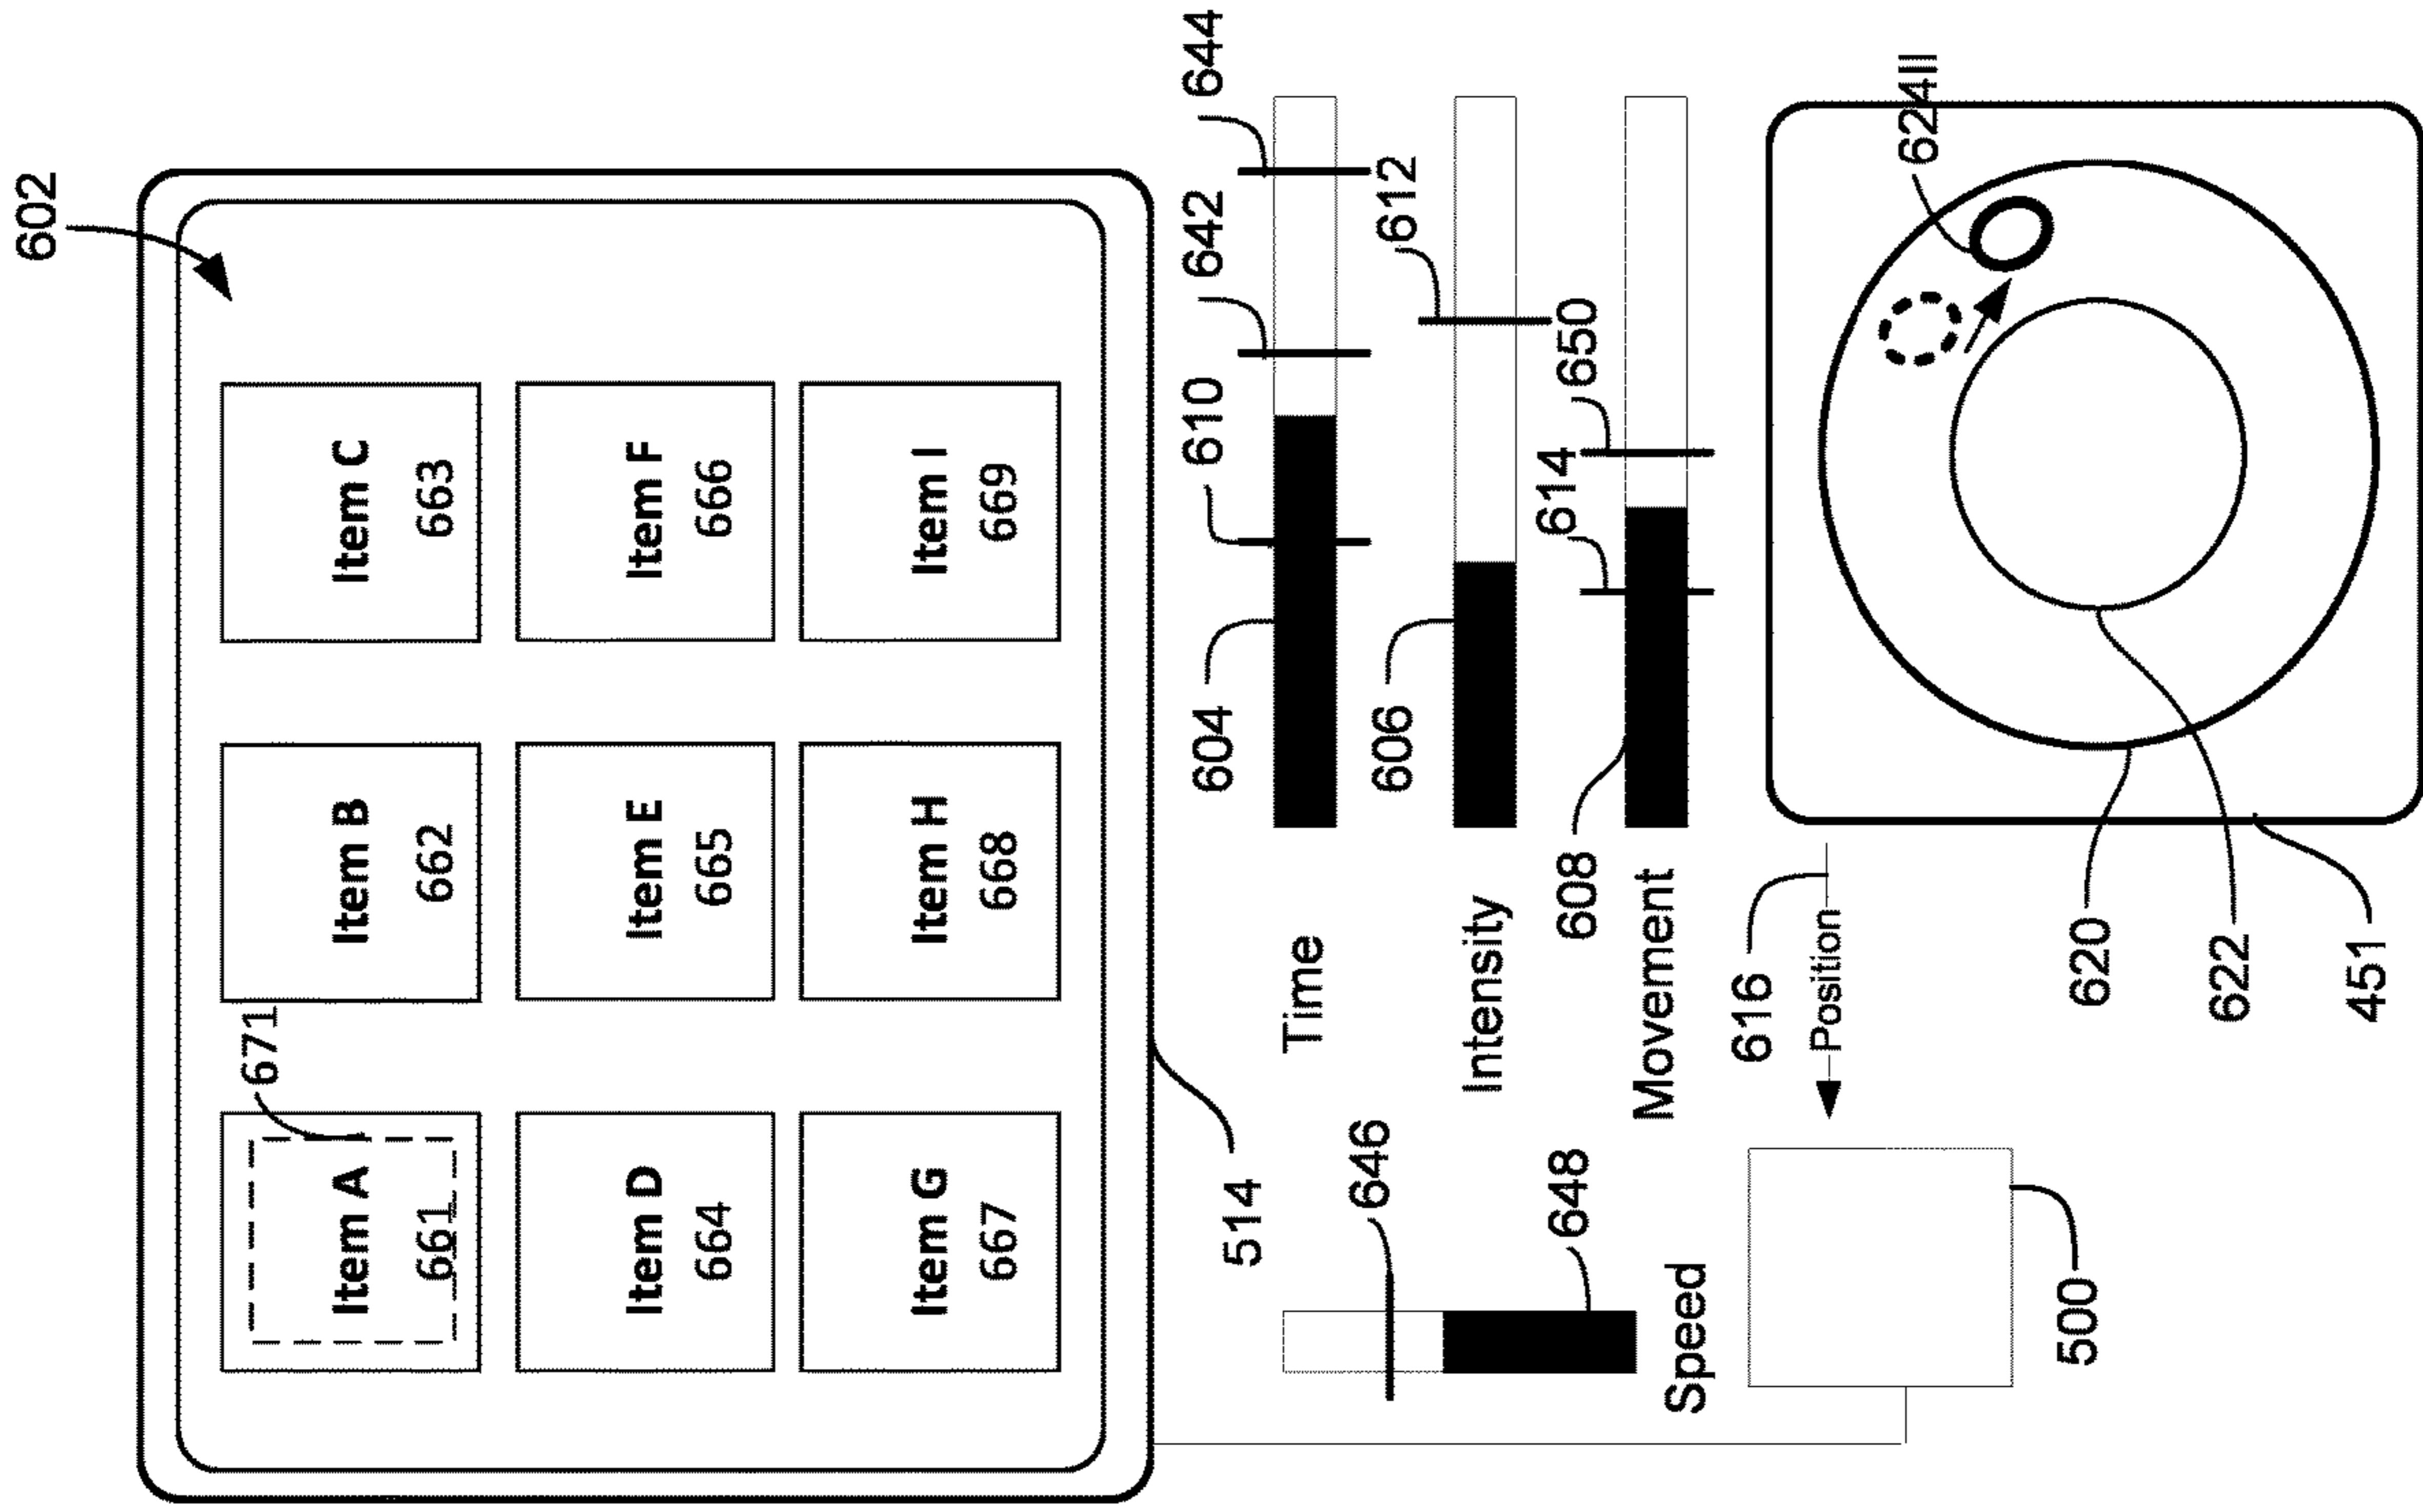 602
671
Item A
661
Item B
662
Item C
663
Item D
664
Item E
665
Item F
666
Item G
667
Item H
668
Item I
669
514
604
610
642
644
Time
606
612
Intensity
608
614
650
Movement
646
648
Speed
616
Position
500
620
622
451
624II